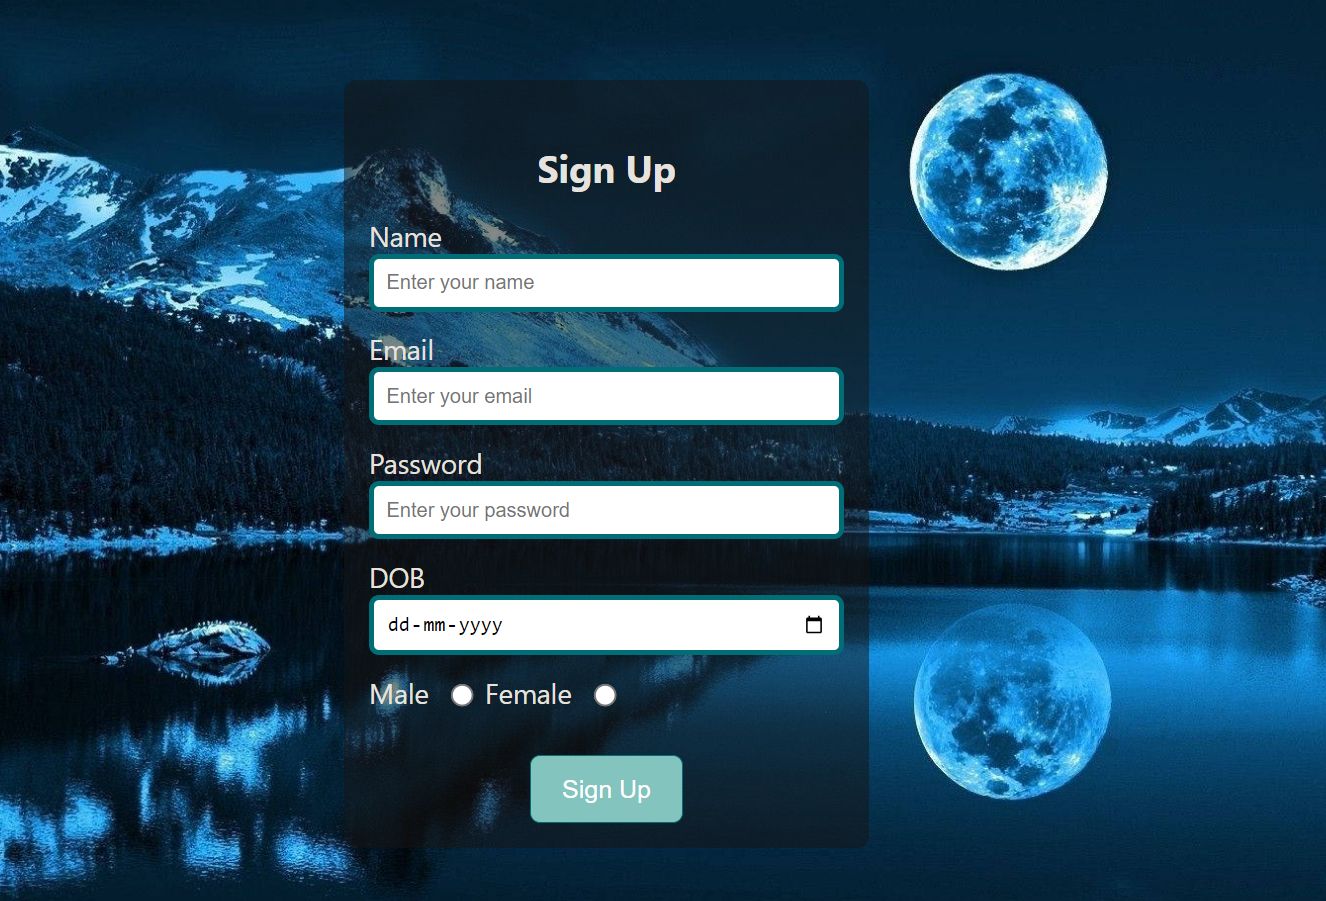 Sign Up
Name
Enter your name
Email
Enter your email
Password
Enter your password
DOB
dd-mm-yyyy
Male Female
Sign Up